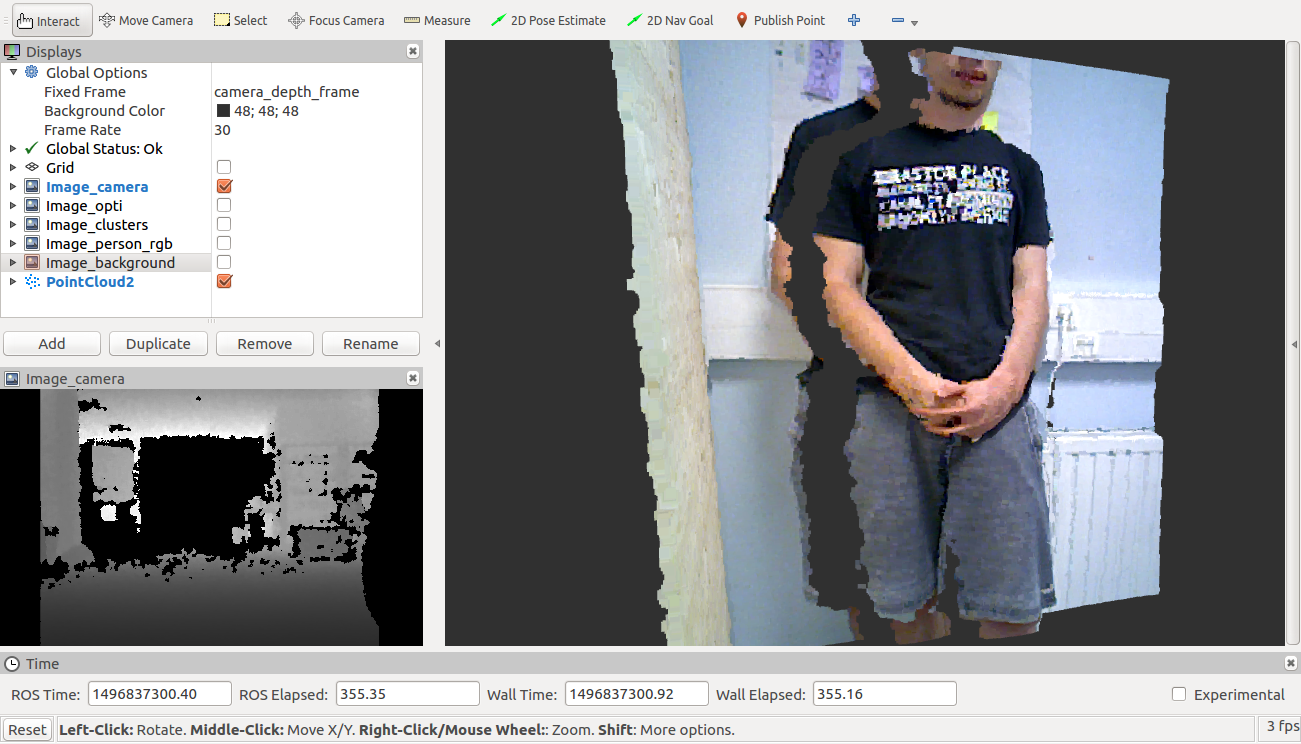 Interact Move Camera Select Focus Camera Measure 2D Pose Estimate 2D Nav Goal Publish Point
Displays
Global Options
Fixed Frame camera_depth_frame
Background Color 48; 48; 48
Frame Rate 30
Global Status: Ok
Grid
Image_camera
Image_opti
Image_clusters
Image_person_rgb
Image_background
PointCloud2
Add Duplicate Remove Rename
Image_camera
PLACE
Time
ROS Time: 1496837300.40 ROS Elapsed: 355.35 Wall Time: 1496837300.92 Wall Elapsed: 355.16 Experimental
Reset Left-Click: Rotate. Middle-Click: Move X/Y. Right-Click/Mouse Wheel:: Zoom. Shift: More options. 3 fps